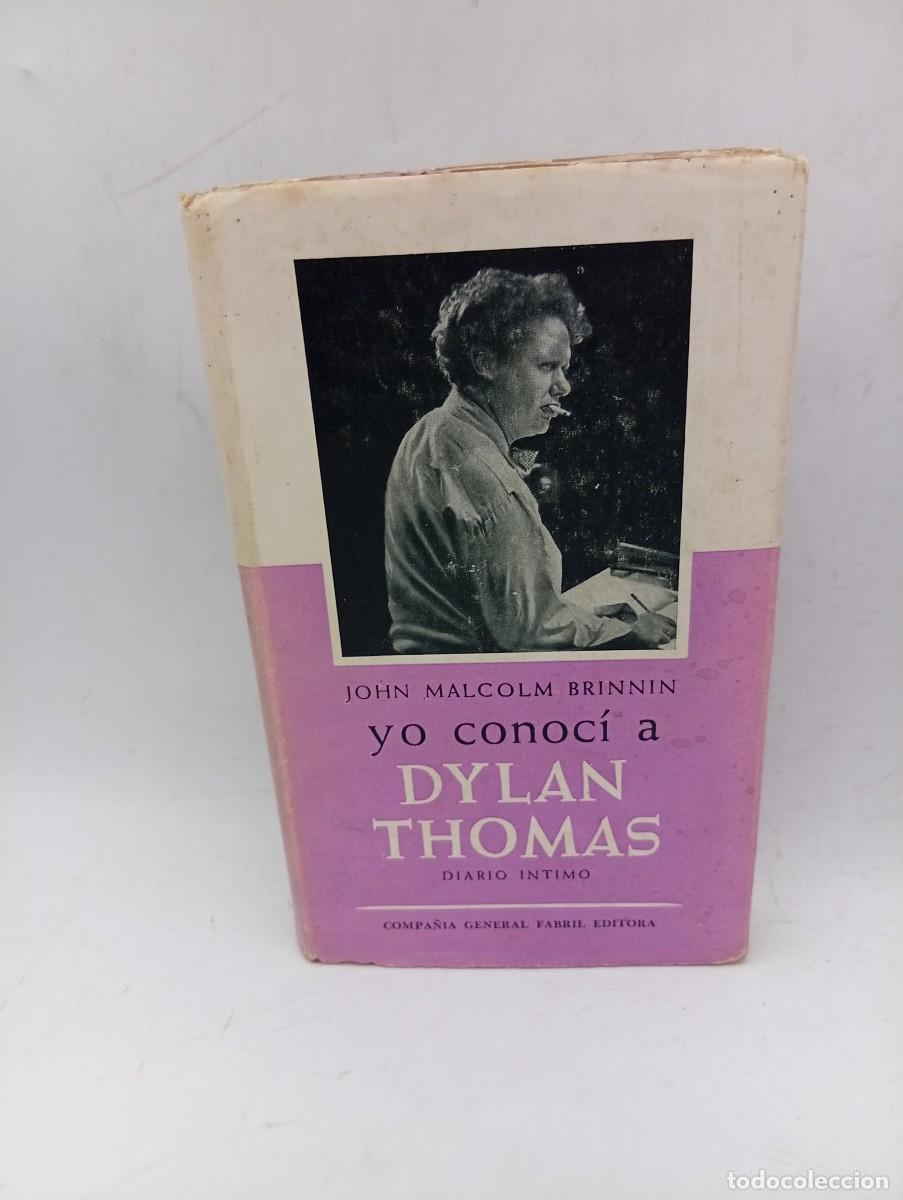 JOHN MALCOLM BRINNIN
yo conocí a
DYLAN
THOMAS
DIARIO INTIMO
COMPAÑIA GENERAL FABRIL EDITORA
todocoleccion